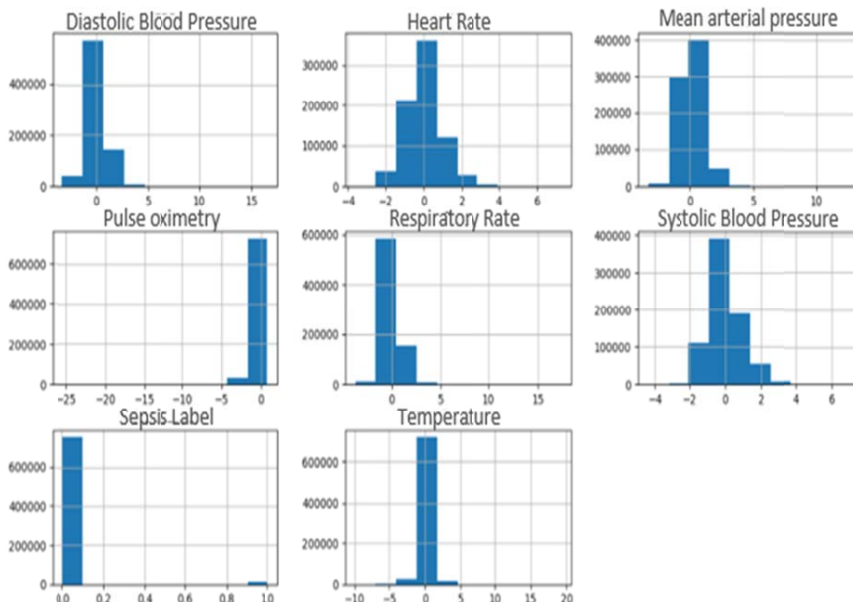 Diastolic Blood Pressure
400000
200000
0
0 5 10 15
Heart Rate
300000
200000
100000
0
−4 −2 0 2 4 6
Mean arterial pressure
400000
300000
200000
100000
0
0 5 10
Pulse oximetry
600000
400000
200000
0
−25 −20 −15 −10 −5 0
Respiratory Rate
600000
400000
200000
0
0 5 10 15
Systolic Blood Pressure
400000
300000
200000
100000
0
−4 −2 0 2 4 6
Sepsis Label
600000
400000
200000
0
0.0 0.2 0.4 0.6 0.8 1.0
Temperature
600000
400000
200000
0
−10 −5 0 5 10 15 20